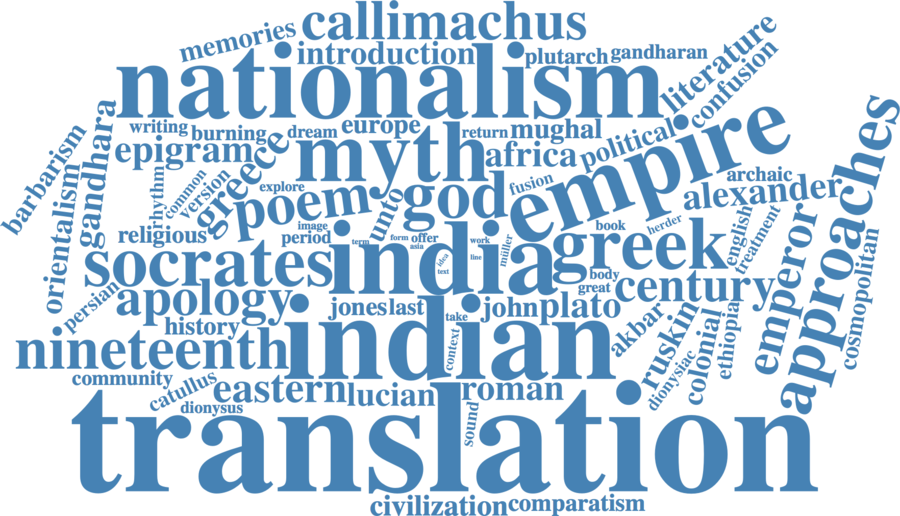 callimachus
memories
introduction
plutarch
gandharan
literature
confusion
nationalism
writing
burning
dream
europe
return
mughal
political
empire
barbarism
orientalism
gandhara
epigram
greece
myth
africa
archaic
alexander
approaches
rhythm
common
version
explore
poem
unto
god
fusion
religious
image
period
term
form
offer
asia
work
line
müller
book
herder
english
treatment
emperor
cosmopolitan
socrates
india
idea
text
greek
body
great
century
persian
apology
history
jones
last
take
john
plato
akbar
ruskin
dionysiac
colonial
ethiopia
nineteenth
indian
context
community
catullus
dionysus
eastern
lucian
roman
sound
translation
civilization
comparatism